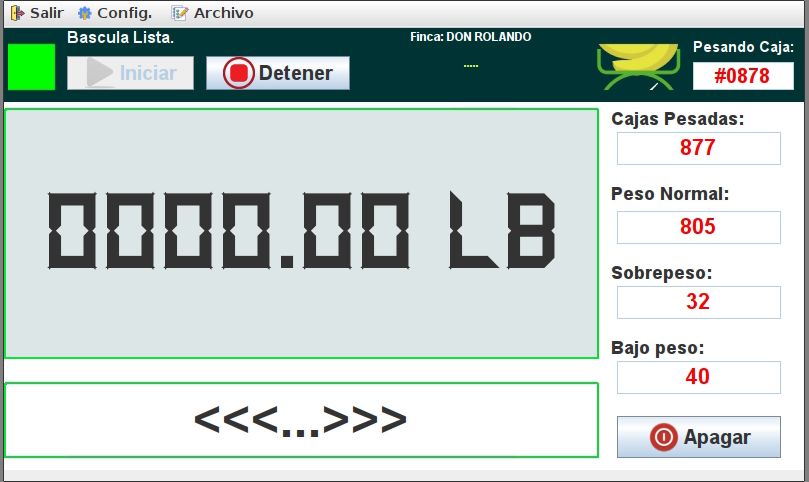 Salir Config. Archivo
Bascula Lista.
Finca: DON ROLANDO
.....
Pesando Caja:
Iniciar
Detener
#0878
0000.00 LB
<<<...>>>
Cajas Pesadas:
877
Peso Normal:
805
Sobrepeso:
32
Bajo peso:
40
Apagar